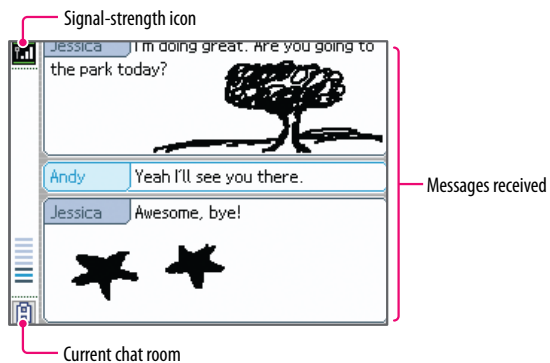 Signal-strength icon
Jessica I'm doing great. Are you going to
the park today?
Andy Yeah I'll see you there.
Messages received
Jessica Awesome, bye!
Current chat room